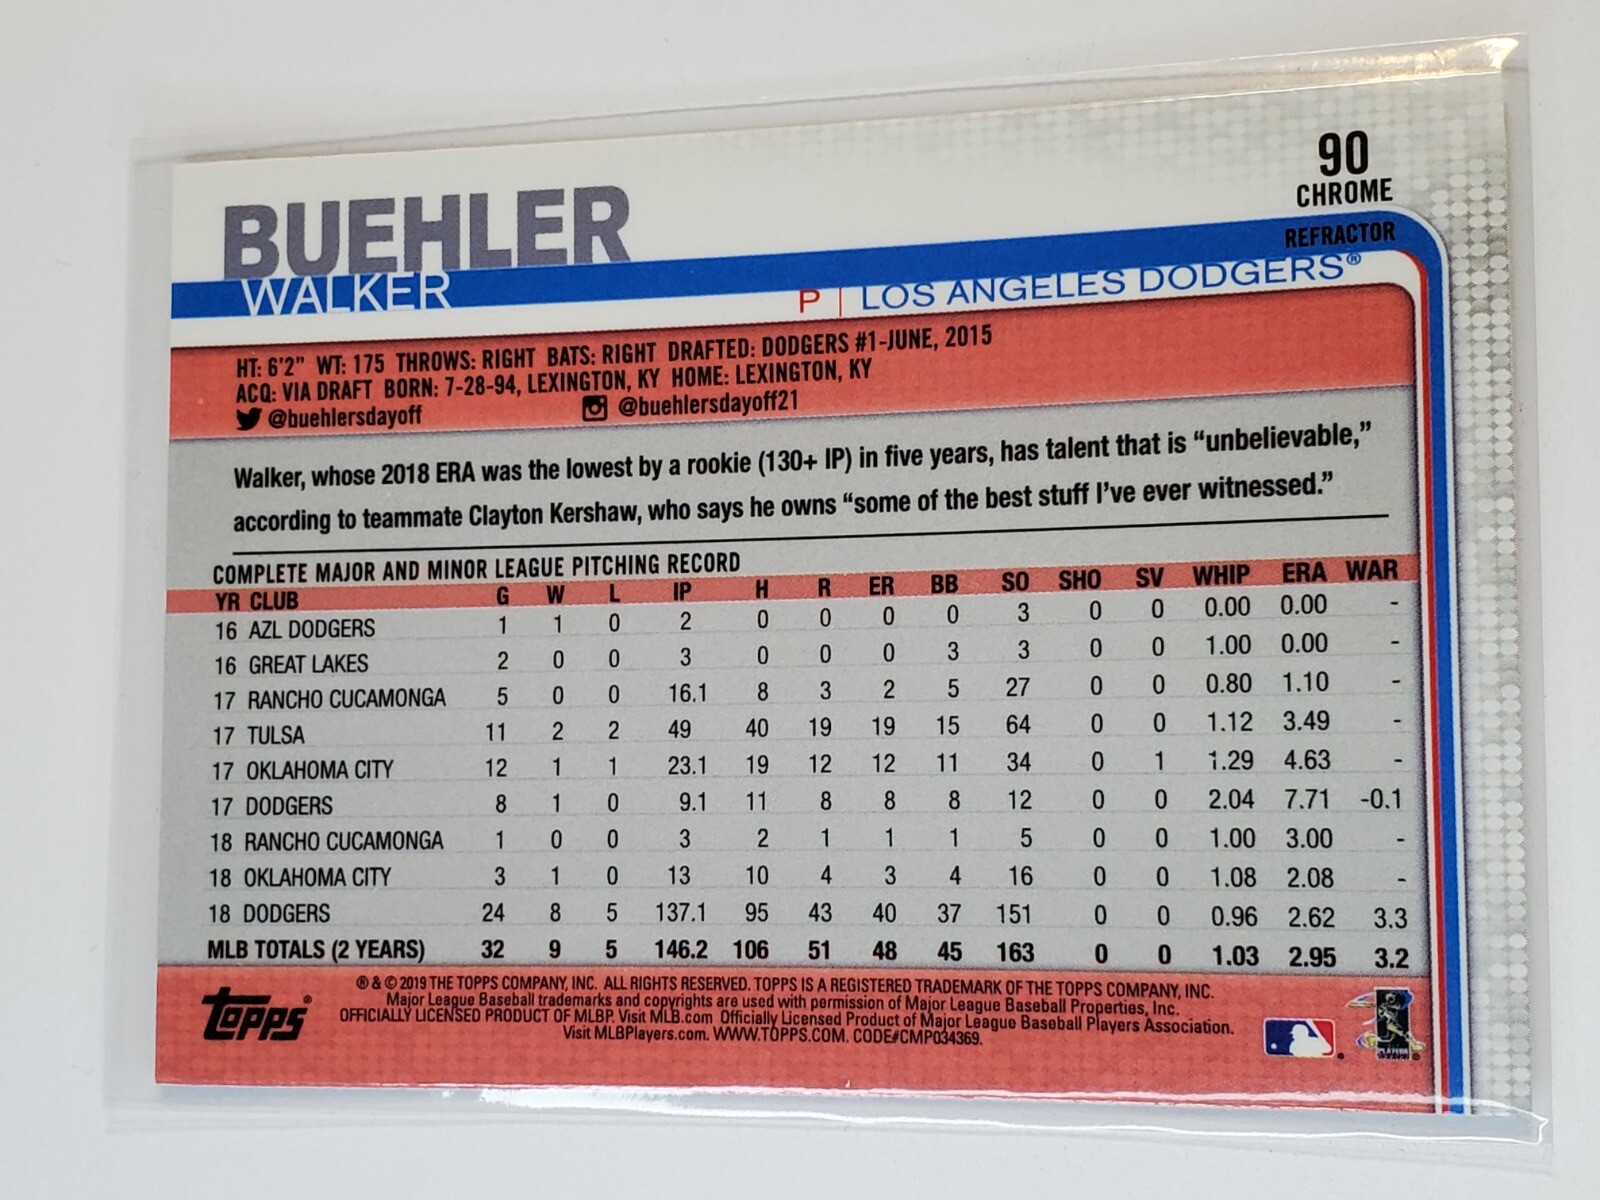 90
CHROME
REFRACTOR
BUEHLER
WALKER
P | LOS ANGELES DODGERS®
HT: 6'2" WT: 175 THROWS: RIGHT BATS: RIGHT DRAFTED: DODGERS #1-JUNE, 2015
ACQ: VIA DRAFT BORN: 7-28-94, LEXINGTON, KY HOME: LEXINGTON, KY
@buehlersdayoff @buehlersdayoff21
Walker, whose 2018 ERA was the lowest by a rookie (130+ IP) in five years, has talent that is “unbelievable,”
according to teammate Clayton Kershaw, who says he owns “some of the best stuff I’ve ever witnessed.”
COMPLETE MAJOR AND MINOR LEAGUE PITCHING RECORD
YR CLUB G W L IP H R ER BB SO SHO SV WHIP ERA WAR
16 AZL DODGERS 1 1 0 2 0 0 0 0 3 0 0 0.00 0.00 -
16 GREAT LAKES 2 0 0 3 0 0 0 3 3 0 0 1.00 0.00 -
17 RANCHO CUCAMONGA 5 0 0 16.1 8 3 2 5 27 0 0 0.80 1.10 -
17 TULSA 11 2 2 49 40 19 19 15 64 0 0 1.12 3.49 -
17 OKLAHOMA CITY 12 1 1 23.1 19 12 12 11 34 0 1 1.29 4.63 -
17 DODGERS 8 1 0 9.1 11 8 8 8 12 0 0 2.04 7.71 -0.1
18 RANCHO CUCAMONGA 1 0 0 3 2 1 1 1 5 0 0 1.00 3.00 -
18 OKLAHOMA CITY 3 1 0 13 10 4 3 4 16 0 0 1.08 2.08 -
18 DODGERS 24 8 5 137.1 95 43 40 37 151 0 0 0.96 2.62 3.3
MLB TOTALS (2 YEARS) 32 9 5 146.2 106 51 48 45 163 0 0 1.03 2.95 3.2
Topps®
® & © 2019 THE TOPPS COMPANY, INC. ALL RIGHTS RESERVED. TOPPS IS A REGISTERED TRADEMARK OF THE TOPPS COMPANY, INC.
Major League Baseball trademarks and copyrights are used with permission of Major League Baseball Properties, Inc.
OFFICIALLY LICENSED PRODUCT OF MLBP. Visit MLB.com Officially Licensed Product of Major League Baseball Players Association.
Visit MLBPlayers.com. WWW.TOPPS.COM. CODE#CMP034369.